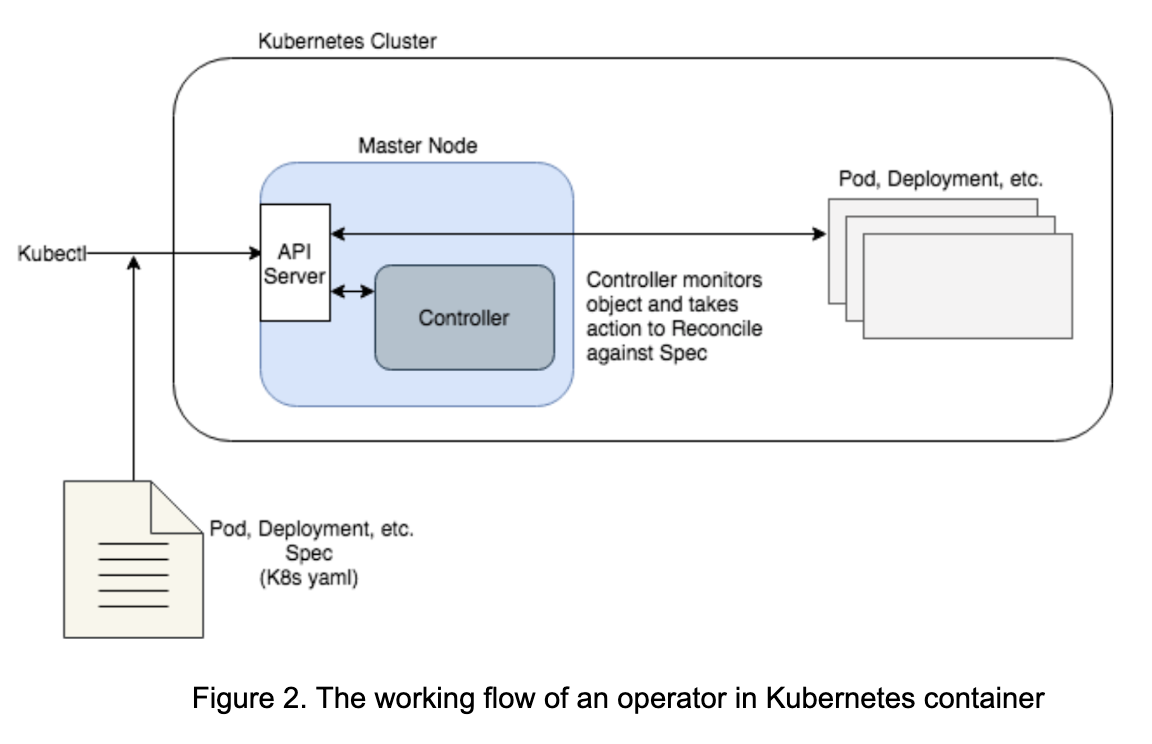 Kubernetes Cluster
Master Node
Pod, Deployment, etc.
Kubectl
API
Server
Controller
Controller monitors
object and takes
action to Reconcile
against Spec
Pod, Deployment, etc.
Spec
(K8s yaml)
Figure 2. The working flow of an operator in Kubernetes container